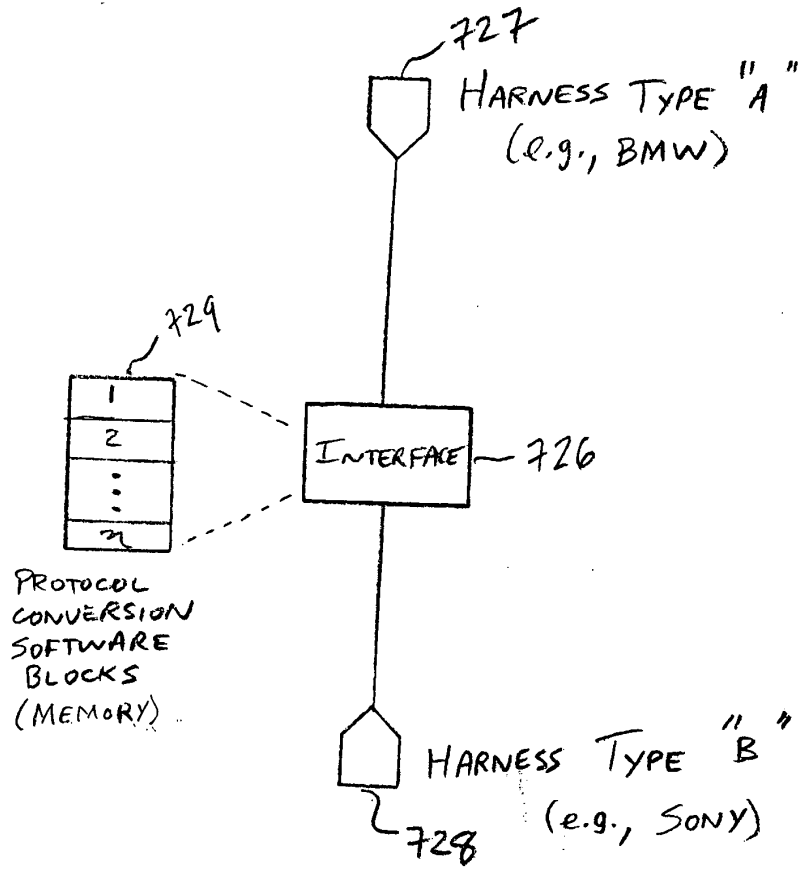 727
HARNESS TYPE "A"
(e.g., BMW)
729
1
2
n
INTERFACE
726
PROTOCOL
CONVERSION
SOFTWARE
BLOCKS
(MEMORY)
HARNESS TYPE "B"
(e.g., SONY)
728